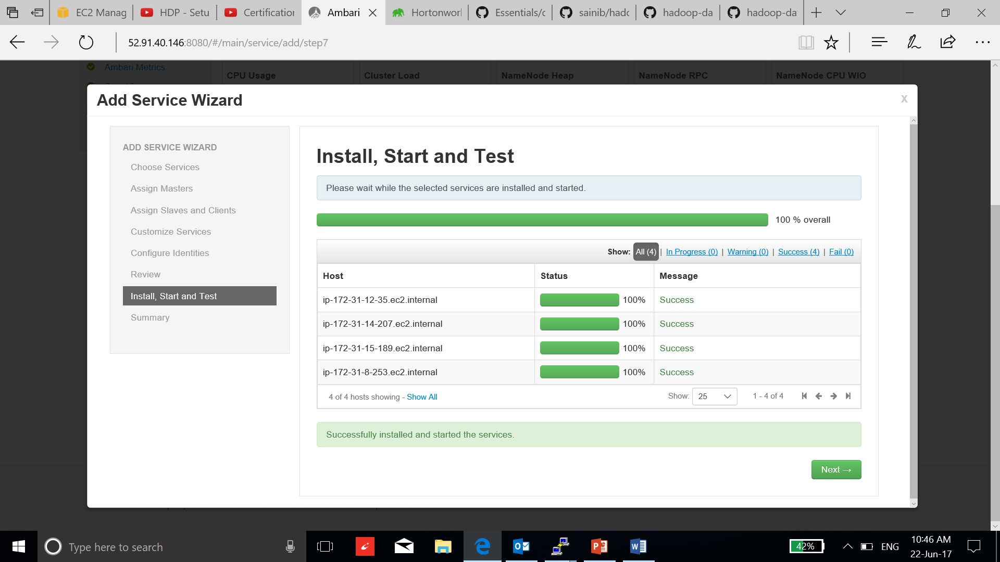 EC2 Manag
HDP - Setu
Certification
Ambari
Hortonworl
Essentials/c
sainib/hado
hadoop-da
hadoop-da
52.91.40.146:8080/#/main/service/add/step7
Ambari Metrics
CPU Usage
Cluster Load
NameNode Heap
NameNode RPC
NameNode CPU WIO
Add Service Wizard
x
ADD SERVICE WIZARD
Choose Services
Assign Masters
Assign Slaves and Clients
Customize Services
Configure Identities
Review
Install, Start and Test
Summary
Install, Start and Test
Please wait while the selected services are installed and started.
100 % overall
Show: All (4) | In Progress (0) | Warning (0) | Success (4) | Fail (0)
Host Status Message
ip-172-31-12-35.ec2.internal 100% Success
ip-172-31-14-207.ec2.internal 100% Success
ip-172-31-15-189.ec2.internal 100% Success
ip-172-31-8-253.ec2.internal 100% Success
4 of 4 hosts showing - Show All
Show: 25 1 - 4 of 4
Successfully installed and started the services.
Next →
Type here to search
42%
ENG
10:46 AM
22-Jun-17